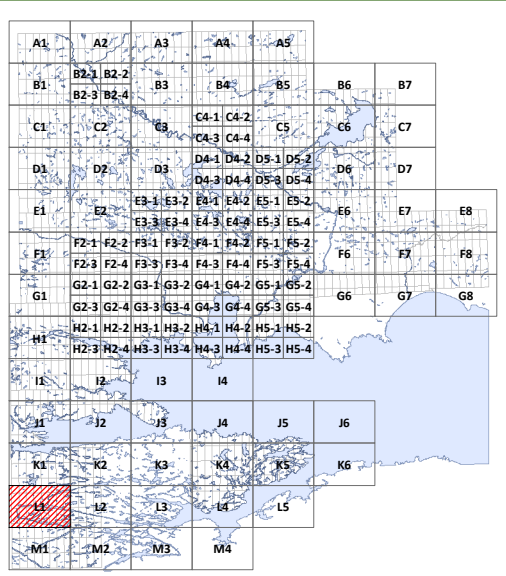 A1 A2 A3 A4 A5
B2-1 B2-2
B1 B3 B4 B5 B6 B7
B2-3 B2-4
C4-1 C4-2
C1 C2 C3 C5 C6 C7
C4-3 C4-4
D4-1 D4-2 D5-1 D5-2
D1 D2 D3 D6 D7
D4-3 D4-4 D5-3 D5-4
E3-1 E3-2 E4-1 E4-2 E5-1 E5-2
E1 E2 E6 E7 E8
E3-3 E3-4 E4-3 E4-4 E5-3 E5-4
F2-1 F2-2 F3-1 F3-2 F4-1 F4-2 F5-1 F5-2
F1 F6 F7 F8
F2-3 F2-4 F3-3 F3-4 F4-3 F4-4 F5-3 F5-4
G2-1 G2-2 G3-1 G3-2 G4-1 G4-2 G5-1 G5-2
G1 G6 G7 G8
G2-3 G2-4 G3-3 G3-4 G4-3 G4-4 G5-3 G5-4
H2-1 H2-2 H3-1 H3-2 H4-1 H4-2 H5-1 H5-2
H1
H2-3 H2-4 H3-3 H3-4 H4-3 H4-4 H5-3 H5-4
I1 I2 I3 I4
J1 J2 J3 J4 J5 J6
K1 K2 K3 K4 K5 K6
L1 L2 L3 L4 L5
M1 M2 M3 M4